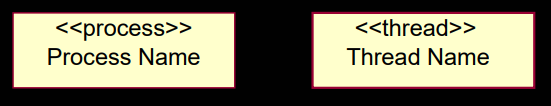 <<process>>
Process Name
<<thread>>
Thread Name